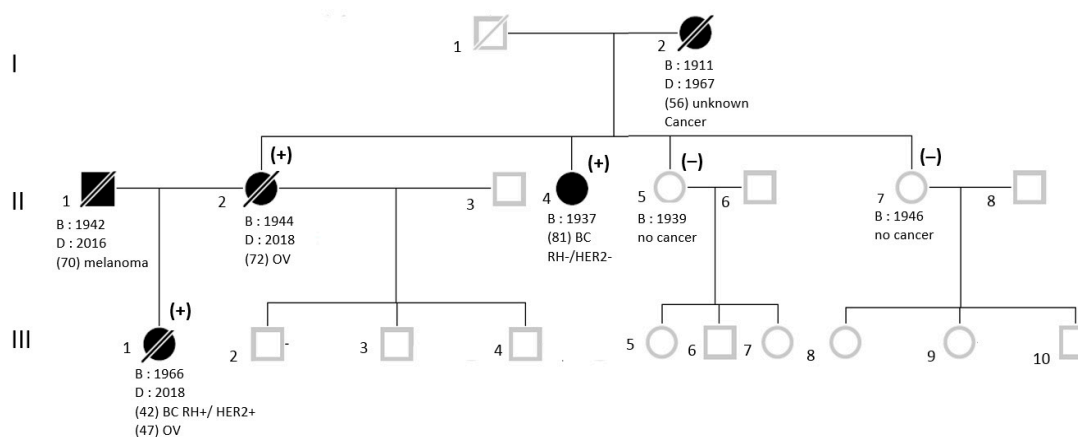 I
1
2
B : 1911
D : 1967
(56) unknown
Cancer
II
(+)
(+)
(–)
(–)
1
2
3
4
5
6
7
8
B : 1942
D : 2016
(70) melanoma
B : 1944
D : 2018
(72) OV
B : 1937
(81) BC
RH-/HER2-
B : 1939
no cancer
B : 1946
no cancer
III
(+)
1
2
-
3
4
5
6
7
8
9
10
B : 1966
D : 2018
(42) BC RH+/ HER2+
(47) OV